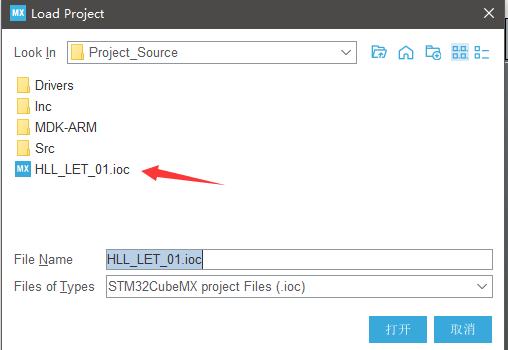 MX Load Project
Look In Project_Source
Drivers
Inc
MDK-ARM
Src
MX HLL_LET_01.ioc
File Name HLL_LET_01.ioc
Files of Types STM32CubeMX project Files (.ioc)
打开 取消